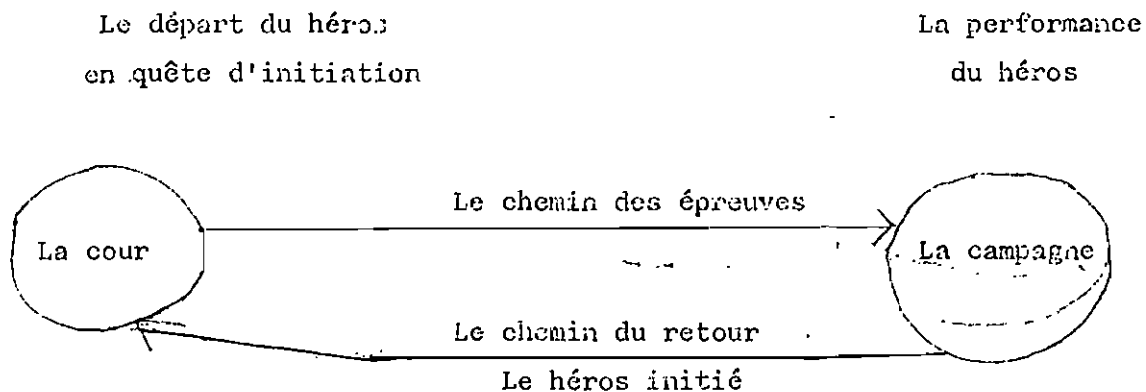 Le départ du héros
en quête d'initiation
La performance
du héros
Le chemin des épreuves
La cour
La campagne
Le chemin du retour
Le héros initié